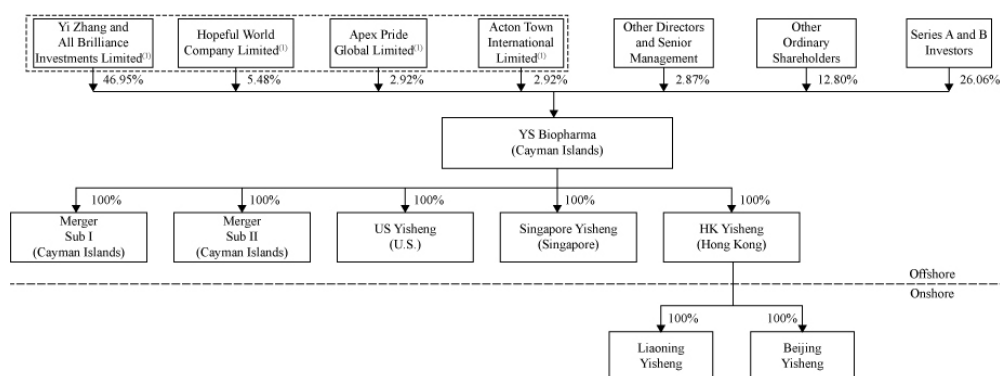 Yi Zhang and
All Brilliance
Investments Limited(1)
Hopeful World
Company Limited(1)
Apex Pride
Global Limited(1)
Acton Town
International
Limited(1)
Other Directors
and Senior
Management
Other
Ordinary
Shareholders
Series A and B
Investors
46.95%
5.48%
2.92%
2.92%
2.87%
12.80%
26.06%
YS Biopharma
(Cayman Islands)
100%
100%
100%
100%
100%
Merger
Sub I
(Cayman Islands)
Merger
Sub II
(Cayman Islands)
US Yisheng
(U.S.)
Singapore Yisheng
(Singapore)
HK Yisheng
(Hong Kong)
Offshore
Onshore
100%
100%
Liaoning
Yisheng
Beijing
Yisheng